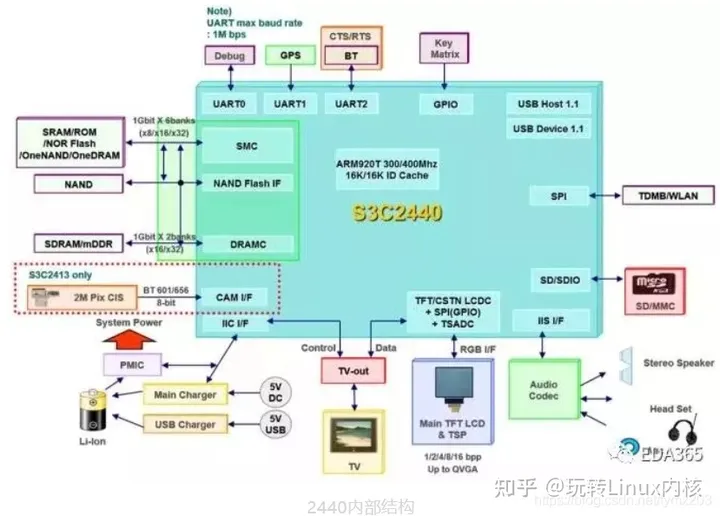 Note)
UART max baud rate
: 1M bps
CTS/RTS
Debug
GPS
BT
Key
Matrix
UART0
UART1
UART2
GPIO
USB Host 1.1
USB Device 1.1
1Gbit X 6banks
(x8/x16/x32)
SRAM/ROM
/NOR Flash
/OneNAND/OneDRAM
SMC
ARM920T 300/400Mhz
16K/16K ID Cache
NAND
NAND Flash IF
S3C2440
SPI
TDMB/WLAN
1Gbit X 2banks
(x16/x32)
SDRAM/mDDR
DRAMC
S3C2413 only
2M Pix CIS
BT 601/656
8-bit
CAM I/F
SD/SDIO
micro
SD/MMC
TFT/CSTN LCDC
+ SPI(GPIO)
+ TSADC
IIC I/F
IIS I/F
System Power
Control
Data
RGB I/F
PMIC
TV-out
Stereo Speaker
Main Charger
5V
DC
Audio
Codec
USB Charger
5V
USB
Main TFT LCD
& TSP
Head Set
Li-Ion
TV
1/2/4/8/16 bpp
Up to QVGA
EDA365
知乎 @玩转Linux内核
2440内部结构